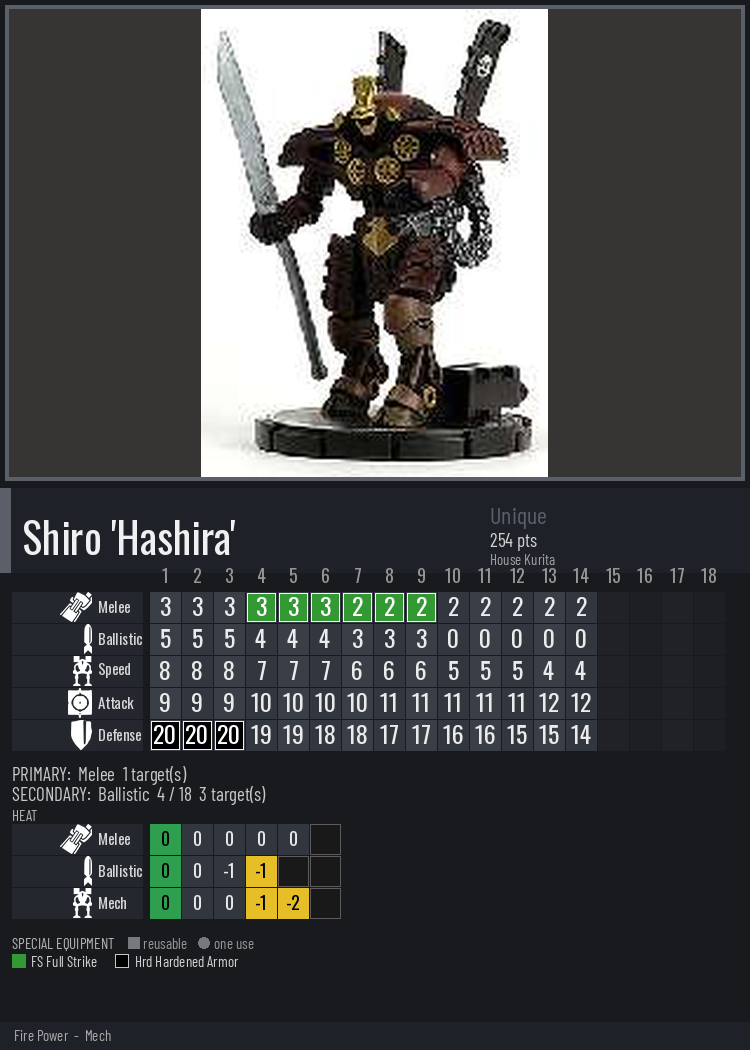 Shiro 'Hashira'
Unique
254 pts
House Kurita
1 2 3 4 5 6 7 8 9 10 11 12 13 14 15 16 17 18
Melee 3 3 3 3 3 3 2 2 2 2 2 2 2 2
Ballistic 5 5 5 4 4 4 3 3 3 0 0 0 0 0
Speed 8 8 8 7 7 7 6 6 6 5 5 5 4 4
Attack 9 9 9 10 10 10 10 11 11 11 11 11 12 12
Defense 20 20 20 19 19 18 18 17 17 16 16 15 15 14
PRIMARY: Melee 1 target(s)
SECONDARY: Ballistic 4 / 18 3 target(s)
HEAT
Melee 0 0 0 0 0
Ballistic 0 0 -1 -1
Mech 0 0 0 -1 -2
SPECIAL EQUIPMENT reusable one use
FS Full Strike Hrd Hardened Armor
Fire Power - Mech